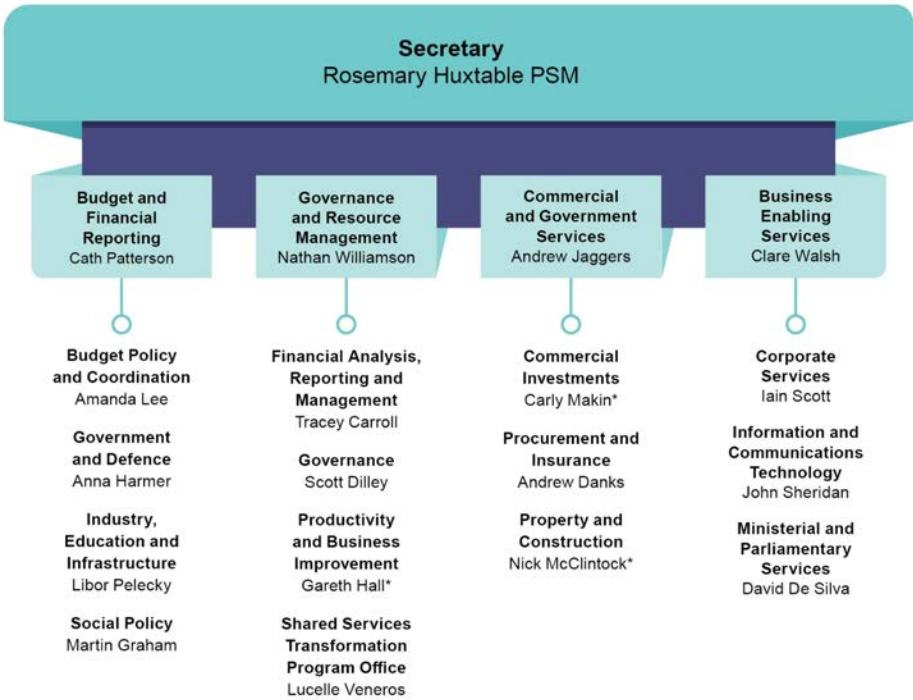 Secretary
Rosemary Huxtable PSM
Budget and
Financial
Reporting
Cath Patterson
Governance
and Resource
Management
Nathan Williamson
Commercial
and Government
Services
Andrew Jaggers
Business
Enabling
Services
Clare Walsh
Budget Policy
and Coordination
Amanda Lee
Government
and Defence
Anna Harmer
Industry,
Education and
Infrastructure
Libor Pelecky
Social Policy
Martin Graham
Financial Analysis,
Reporting and
Management
Tracey Carroll
Governance
Scott Dilley
Productivity
and Business
Improvement
Gareth Hall*
Shared Services
Transformation
Program Office
Lucelle Veneros
Commercial
Investments
Carly Makin*
Procurement and
Insurance
Andrew Danks
Property and
Construction
Nick McClintock*
Corporate
Services
Iain Scott
Information and
Communications
Technology
John Sheridan
Ministerial and
Parliamentary
Services
David De Silva